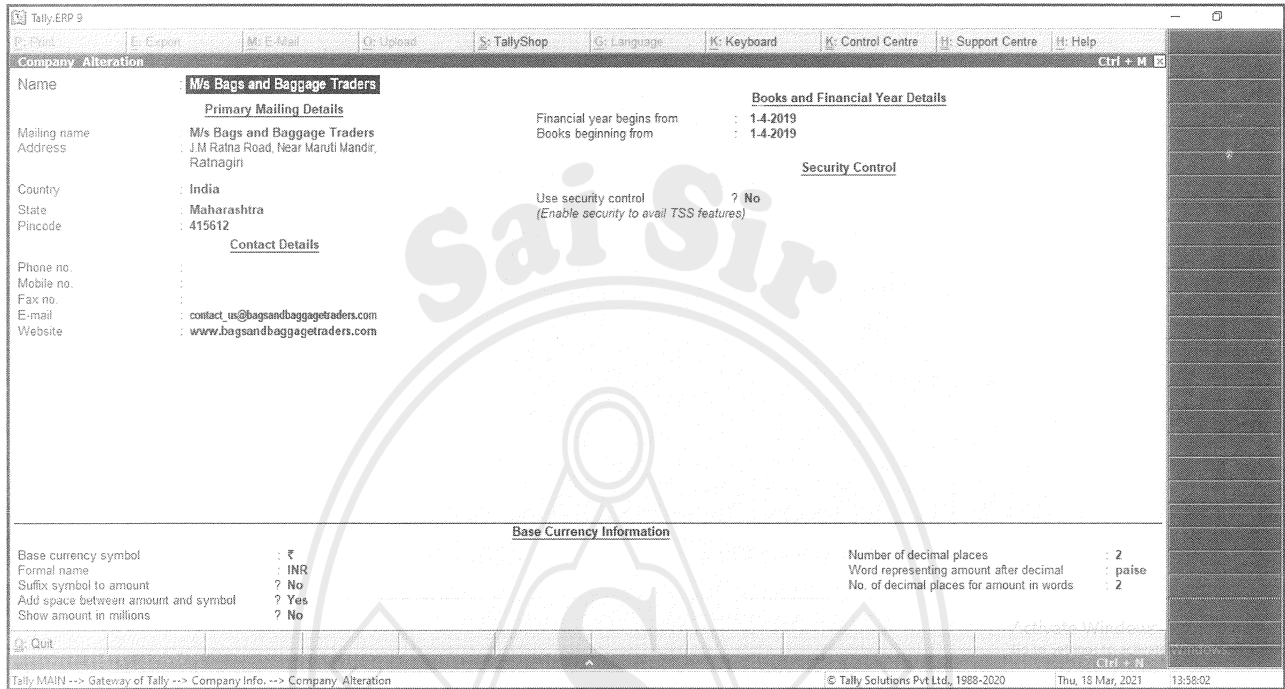 Tally.ERP 9
P: Print E: Export M: E-Mail O: Upload S: TallyShop G: Language K: Keyboard K: Control Centre H: Support Centre H: Help
Company Alteration Ctrl + M
Name : M/s Bags and Baggage Traders
Primary Mailing Details
Mailing name : M/s Bags and Baggage Traders
Address : J.M Ratna Road, Near Maruti Mandir,
Ratnagiri
Country : India
State : Maharashtra
Pincode : 415612
Contact Details
Phone no. :
Mobile no. :
Fax no. :
E-mail : contact_us@bagsandbaggagetraders.com
Website : www.bagsandbaggagetraders.com
Books and Financial Year Details
Financial year begins from : 1-4-2019
Books beginning from : 1-4-2019
Security Control
Use security control ? No
(Enable security to avail TSS features)
Sai Sir
S
Base Currency Information
Base currency symbol : ₹
Formal name : INR
Suffix symbol to amount ? No
Add space between amount and symbol ? Yes
Show amount in millions ? No
Number of decimal places : 2
Word representing amount after decimal : paise
No. of decimal places for amount in words : 2
Activate Windows
Q: Quit
Ctrl + N
Tally MAIN --> Gateway of Tally --> Company Info. --> Company Alteration © Tally Solutions Pvt Ltd., 1988-2020 Thu, 18 Mar, 2021 13:58:02